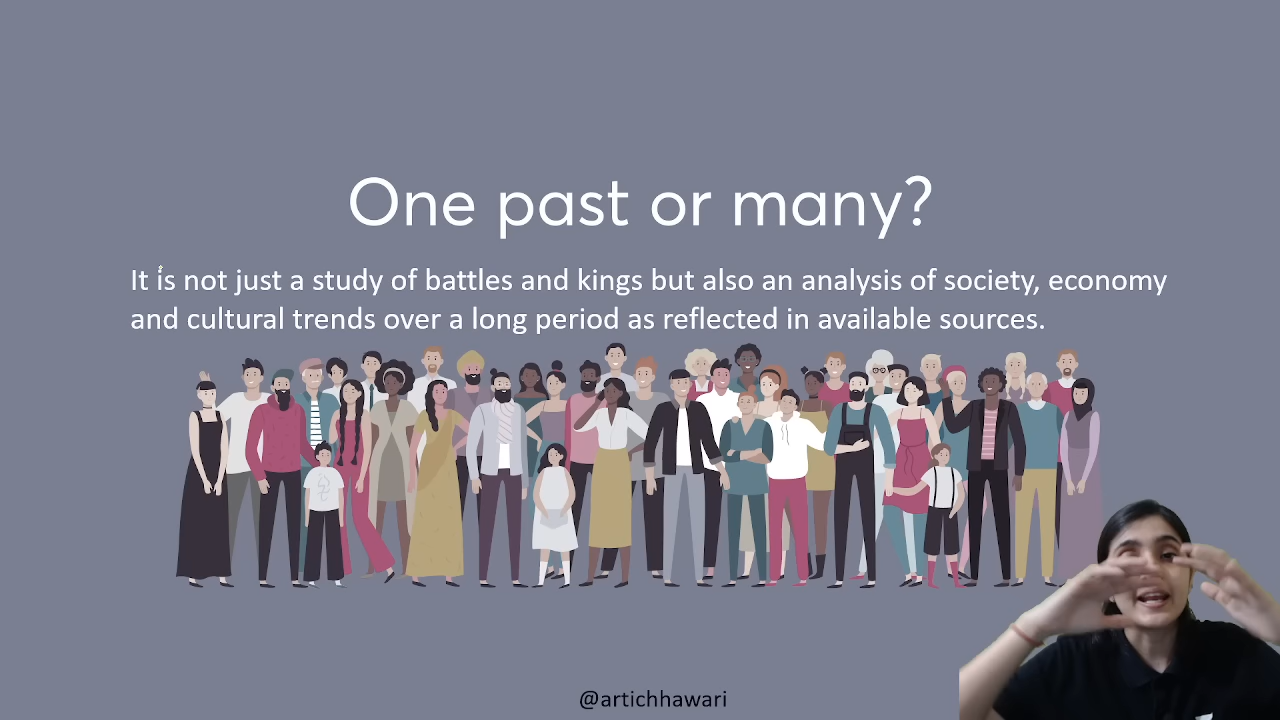 One past or many?
It is not just a study of battles and kings but also an analysis of society, economy
and cultural trends over a long period as reflected in available sources.
@artichhawari